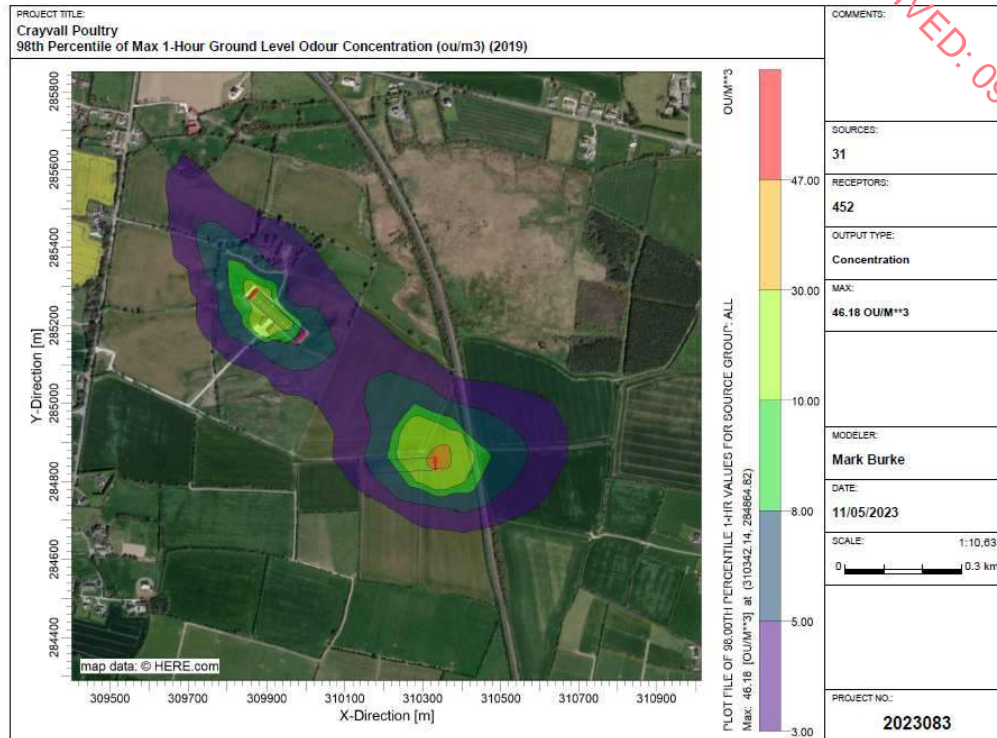 PROJECT TITLE:
Crayvall Poultry
98th Percentile of Max 1-Hour Ground Level Odour Concentration (ou/m3) (2019)
COMMENTS:
VED: 09
SOURCES:
31
RECEPTORS:
452
OUTPUT TYPE:
Concentration
MAX:
46.18 OU/M**3
MODELER:
Mark Burke
DATE:
11/05/2023
SCALE:
1:10,63
0
0.3 km
PROJECT NO.:
2023083
Y-Direction [m]
285800
285600
285400
285200
285000
284800
284600
284400
map data: © HERE.com
309500
309700
309900
310100
310300
310500
310700
310900
X-Direction [m]
OU/M**3
PLOT FILE OF 98.00TH PERCENTILE 1-HR VALUES FOR SOURCE GROUP: ALL
Max: 46.18 [OU/M**3] at (310342.14, 284864.82)
47.00
30.00
10.00
8.00
5.00
3.00